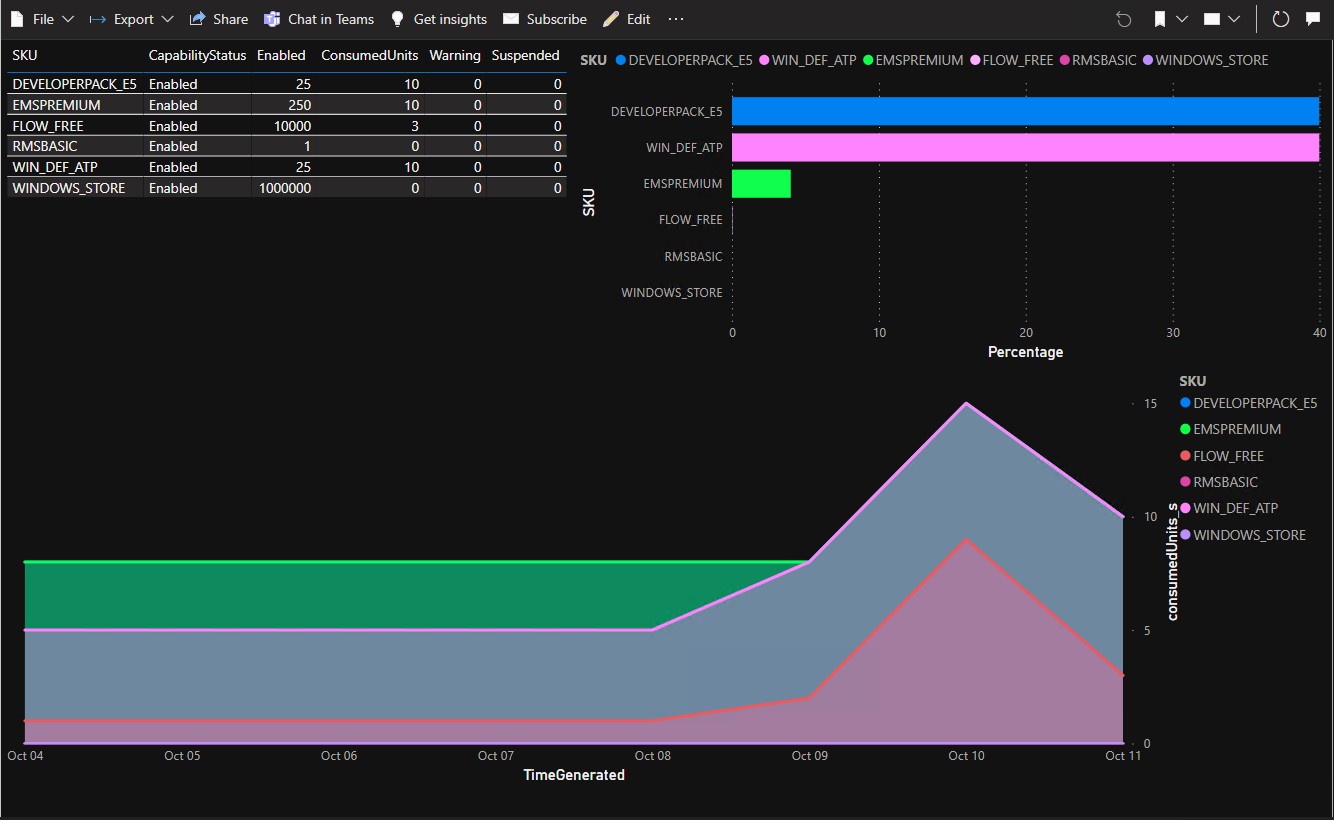 File Export Share Chat in Teams Get insights Subscribe Edit ...
SKU CapabilityStatus Enabled ConsumedUnits Warning Suspended
DEVELOPERPACK_E5 Enabled 25 10 0 0
EMSPREMIUM Enabled 250 10 0 0
FLOW_FREE Enabled 10000 3 0 0
RMSBASIC Enabled 1 0 0 0
WIN_DEF_ATP Enabled 25 10 0 0
WINDOWS_STORE Enabled 1000000 0 0 0
SKU DEVELOPERPACK_E5 WIN_DEF_ATP EMSPREMIUM FLOW_FREE RMSBASIC WINDOWS_STORE
SKU
DEVELOPERPACK_E5
WIN_DEF_ATP
EMSPREMIUM
FLOW_FREE
RMSBASIC
WINDOWS_STORE
0 10 20 30 40
Percentage
SKU
DEVELOPERPACK_E5
EMSPREMIUM
FLOW_FREE
RMSBASIC
WIN_DEF_ATP
WINDOWS_STORE
15
10
5
0
consumedUnits_s
Oct 04 Oct 05 Oct 06 Oct 07 Oct 08 Oct 09 Oct 10 Oct 11
TimeGenerated